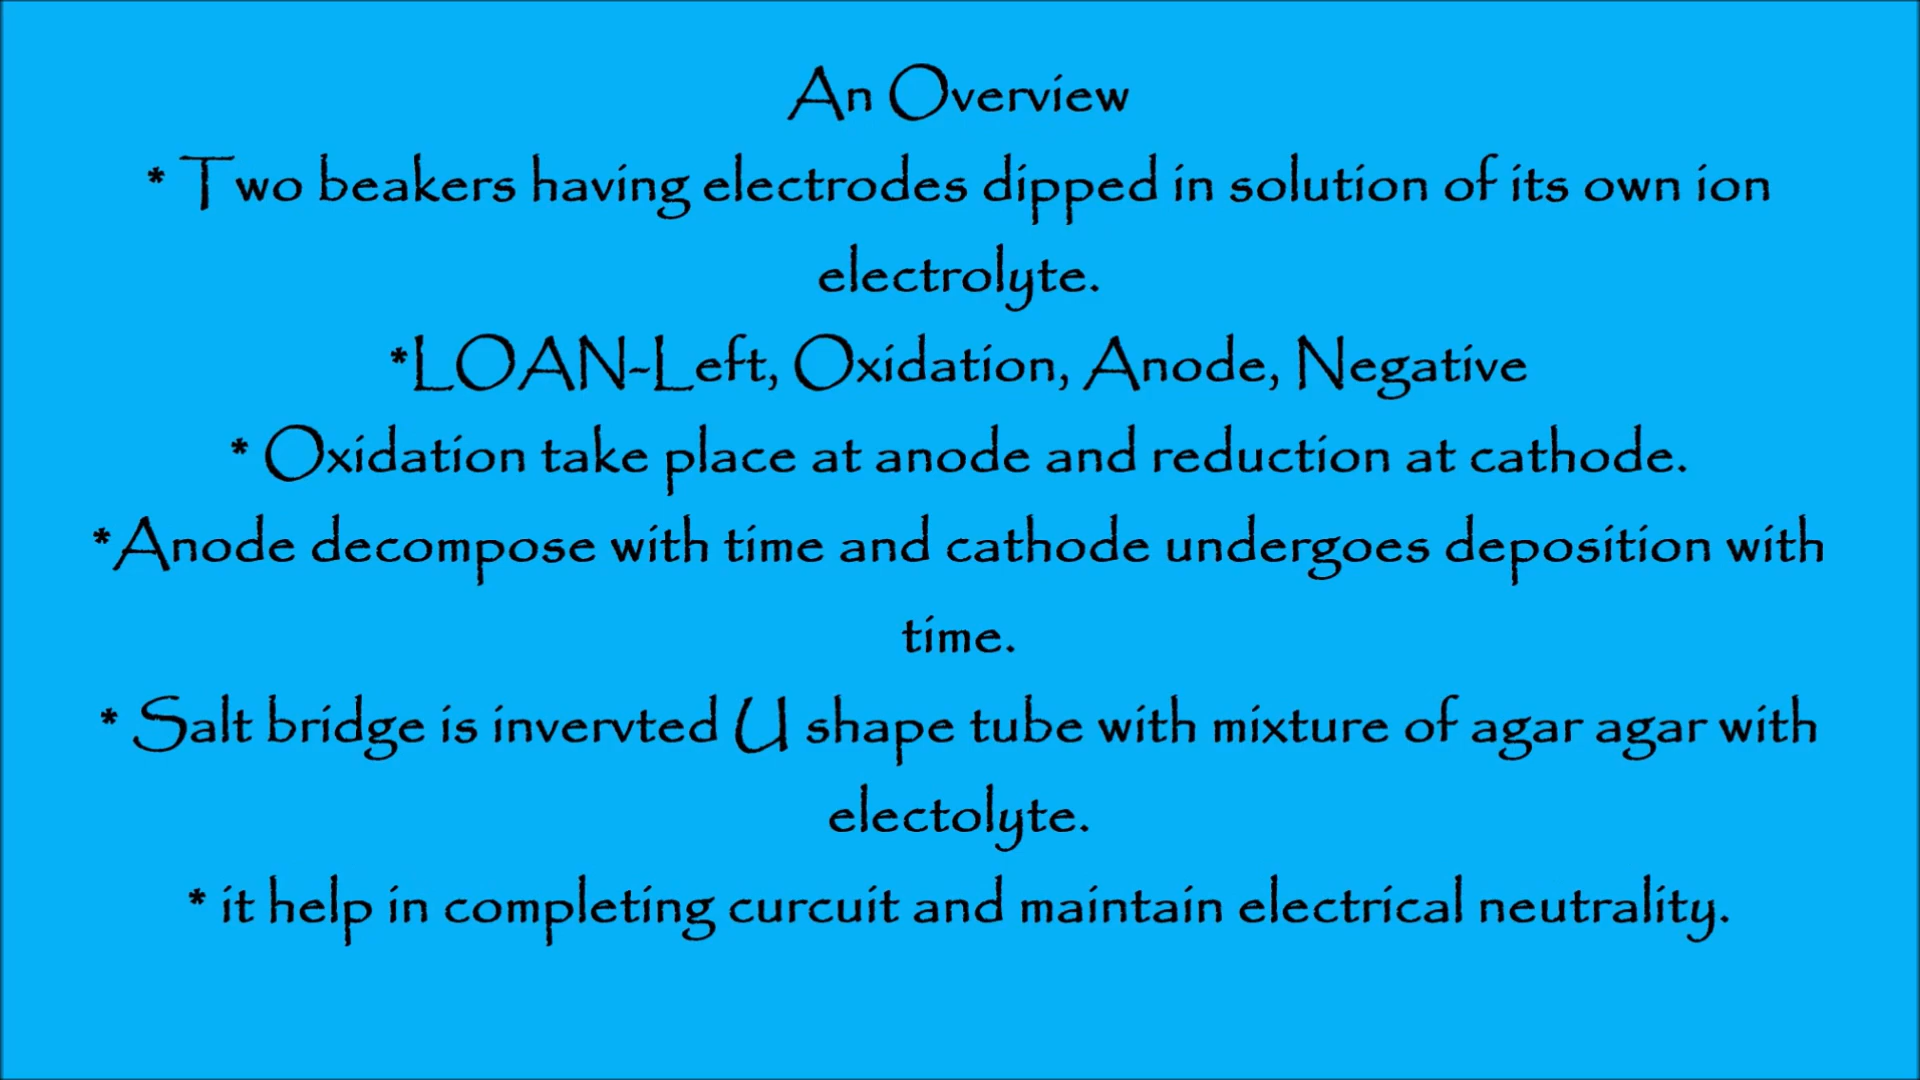 An Overview
* Two beakers having electrodes dipped in solution of its own ion
electrolyte.
*LOAN-Left, Oxidation, Anode, Negative
* Oxidation take place at anode and reduction at cathode.
*Anode decompose with time and cathode undergoes deposition with
time.
* Salt bridge is invervted U shape tube with mixture of agar agar with
electolyte.
* it help in completing curcuit and maintain electrical neutrality.